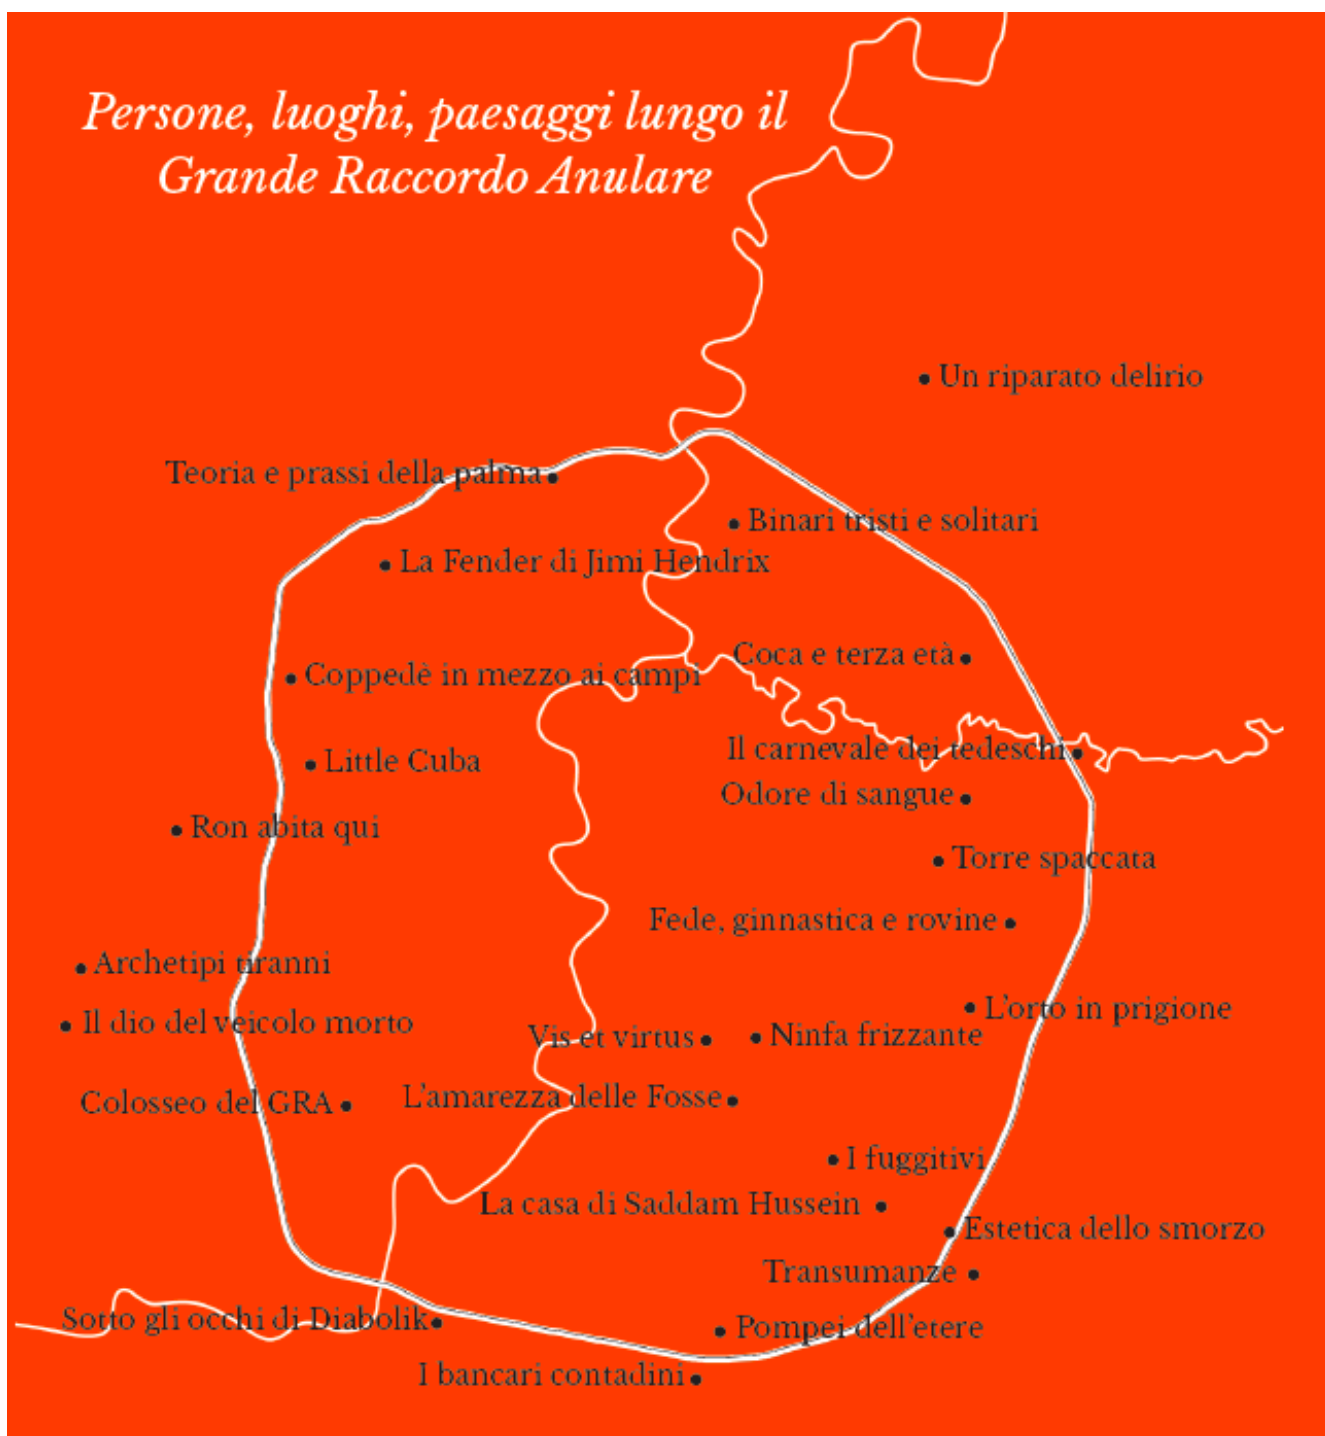 Persone, luoghi, paesaggi lungo il
Grande Raccordo Anulare
Un riparato delirio
Teoria e prassi della palma
Binari tristi e solitari
La Fender di Jimi Hendrix
Coca e terza età
Coppedè in mezzo ai campi
Il carnevale dei tedeschi
Little Cuba
Odore di sangue
Ron abita qui
Torre spaccata
Fede, ginnastica e rovine
Archetipi tiranni
L'orto in prigione
Il dio del veicolo morto
Vis et virtus
Ninfa frizzante
Colosseo del GRA
L'amarezza delle Fosse
I fuggitivi
La casa di Saddam Hussein
Estetica dello smorzo
Transumanze
Sotto gli occhi di Diabolik
Pompei dell'etere
I bancari contadini